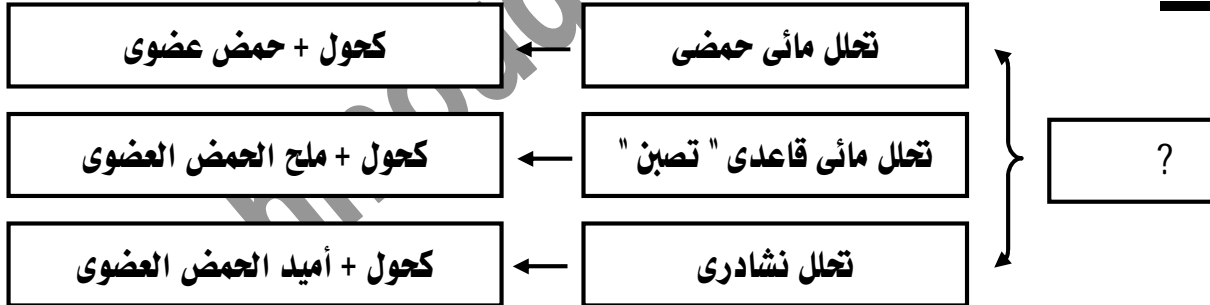 تحلل مائى حمضى
كحول + حمض عضوى
?
تحلل مائى قاعدى " تصبن "
كحول + ملح الحمض العضوى
تحلل نشادرى
كحول + أميد الحمض العضوى